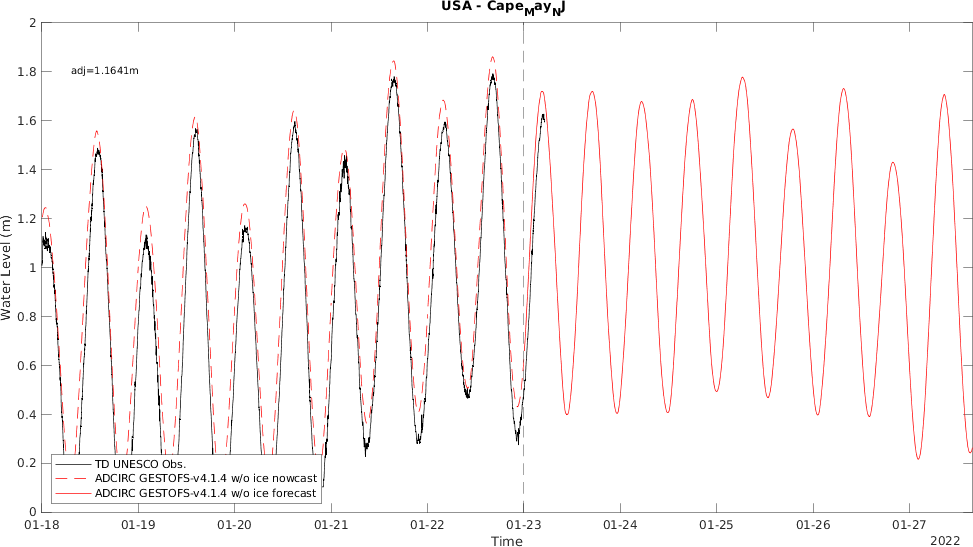 USA - CapeMayNJ
adj=1.1641m
2
1.8
1.6
1.4
1.2
1
0.8
0.6
0.4
0.2
0
Water Level (m)
TD UNESCO Obs.
ADCIRC GESTOFS-v4.1.4 w/o ice nowcast
ADCIRC GESTOFS-v4.1.4 w/o ice forecast
01-18 01-19 01-20 01-21 01-22 01-23 01-24 01-25 01-26 01-27
Time
2022